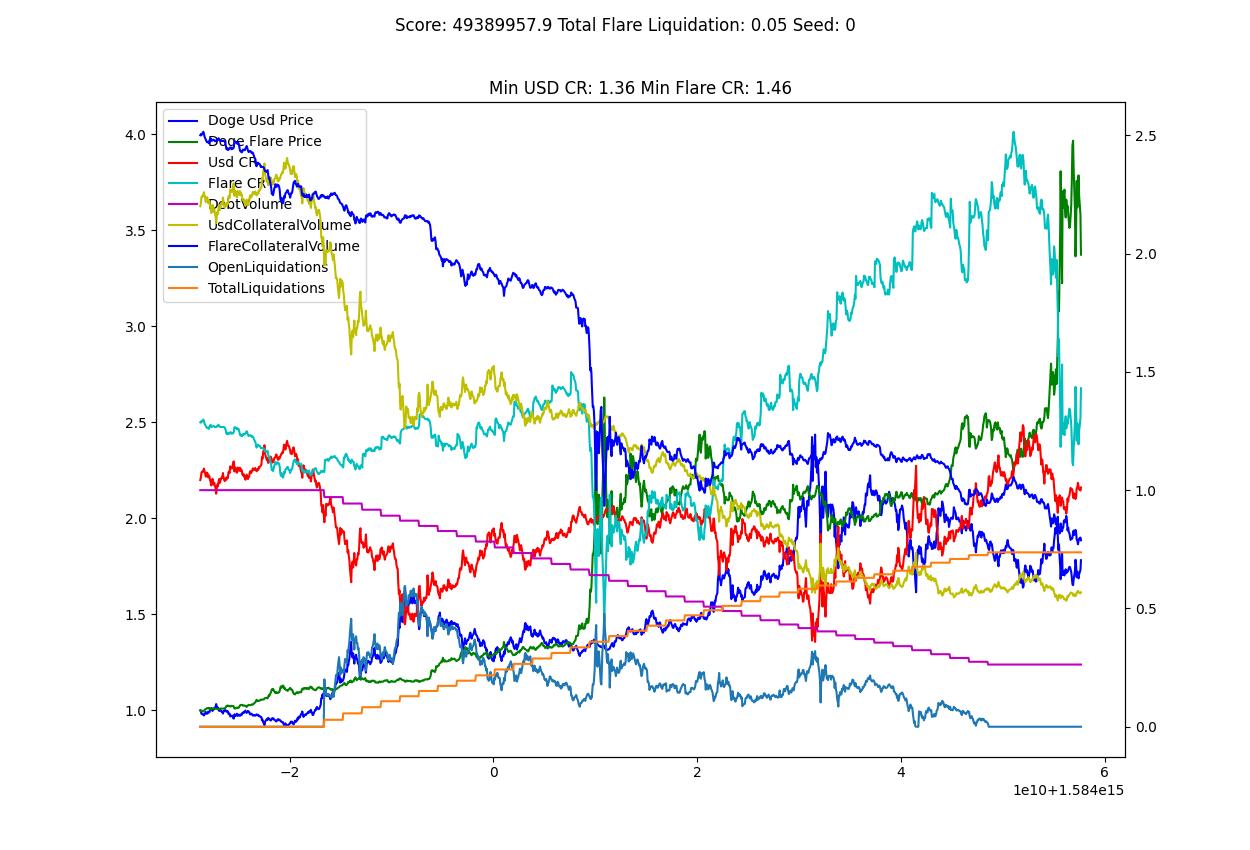 Score: 49389957.9 Total Flare Liquidation: 0.05 Seed: 0
Min USD CR: 1.36 Min Flare CR: 1.46
Doge Usd Price
Doge Flare Price
Usd CR
Flare CR
DebtVolume
UsdCollateralVolume
FlareCollateralVolume
OpenLiquidations
TotalLiquidations
4.0
3.5
3.0
2.5
2.0
1.5
1.0
2.5
2.0
1.5
1.0
0.5
0.0
−2
0
2
4
6
1e10+1.584e15